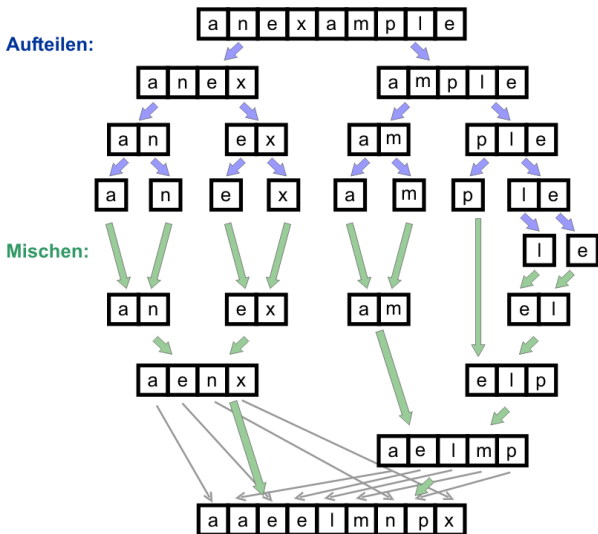 a n e x a m p l e
Aufteilen:
a n e x a m p l e
a n e x a m p l e
a n e x a m p l e
Mischen: l e
a n e x a m e l
a e n x e l p
a e l m p
a a e e l m n p x